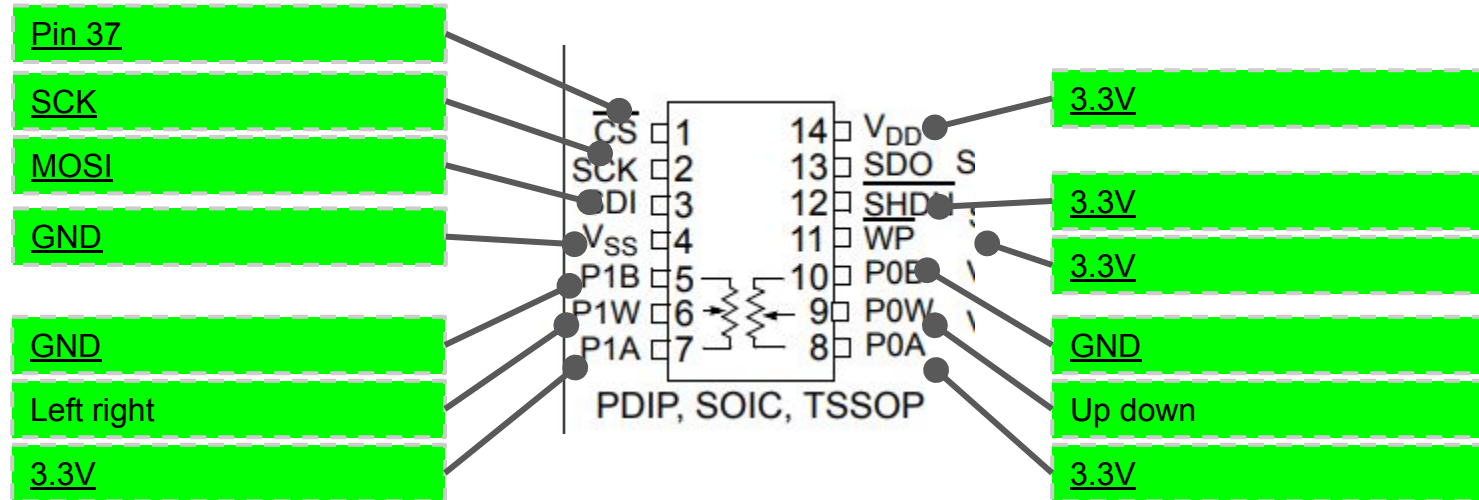 Pin 37
SCK
MOSI
GND
GND
Left right
3.3V
CS 1 14 VDD
SCK 2 13 SDO S
SDI 3 12 SHDN
VSS 4 11 WP
P1B 5 10 P0B
P1W 6 9 P0W
P1A 7 8 P0A
PDIP, SOIC, TSSOP
3.3V
3.3V
3.3V
GND
Up down
3.3V